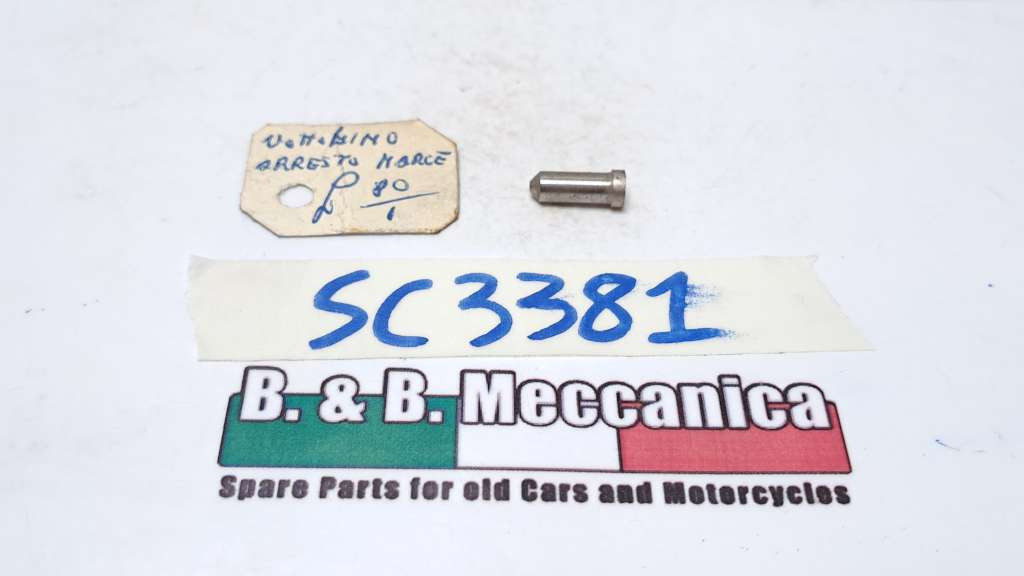 ARRESTO MARCE
£ 80/1
SC3381
B. & B. Meccanica
Spare Parts for old Cars and Motorcycles